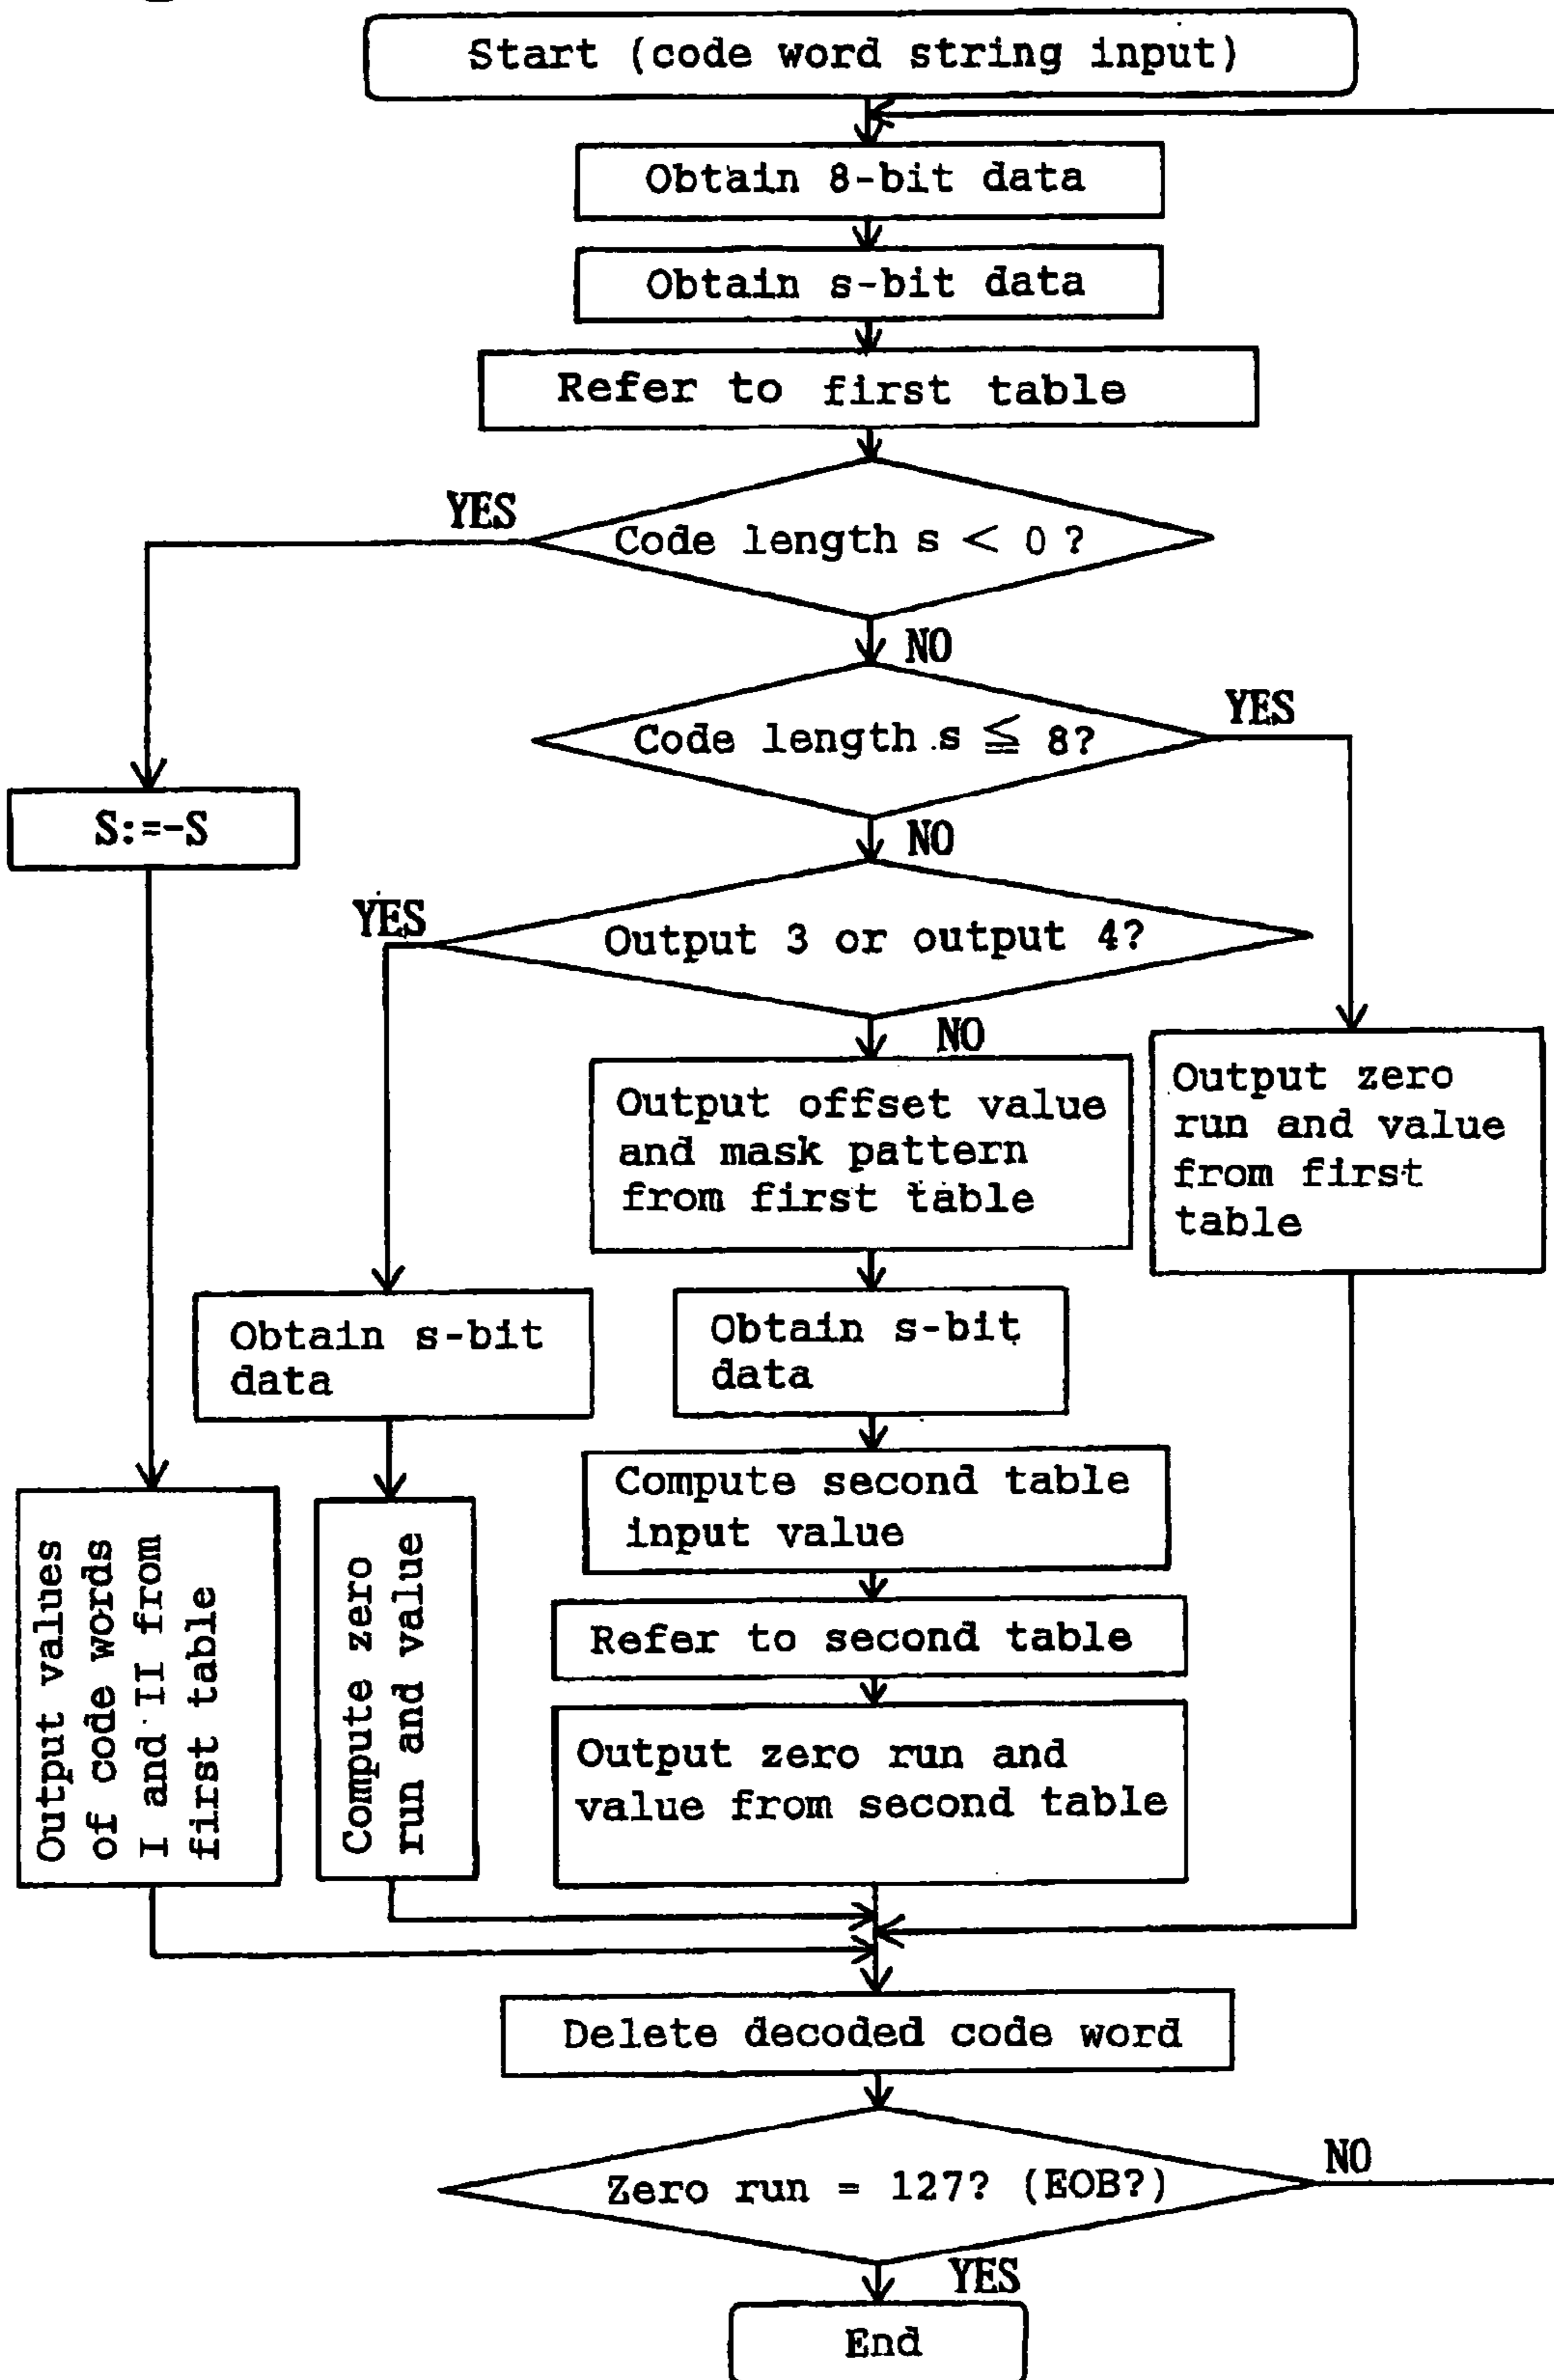 Start (code word string input)
Obtain 8-bit data
Obtain s-bit data
Refer to first table
YES
Code length s < 0 ?
NO
Code length s ≦ 8?
YES
S:=-S
NO
YES
Output 3 or output 4?
NO
Output offset value
and mask pattern
from first table
Output zero
run and value
from first
table
Obtain s-bit
data
Obtain s-bit
data
Compute second table
input value
Output values
of code words
I and II from
first table
Compute zero
run and value
Refer to second table
Output zero run and
value from second table
Delete decoded code word
Zero run = 127? (EOB?)
NO
YES
End